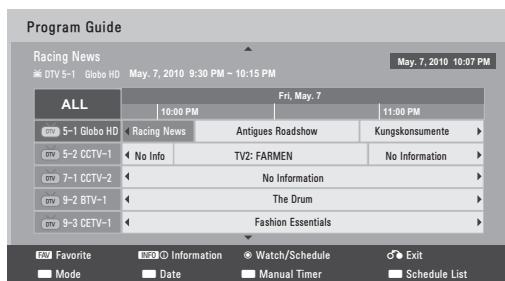 Program Guide
Racing News
DTV 5-1 Globo HD May. 7, 2010 9:30 PM ~ 10:15 PM
May. 7, 2010 10:07 PM
ALL
Fri, May. 7
10:00 PM 11:00 PM
DTV 5-1 Globo HD Racing News Antigues Roadshow Kungskonsumente
DTV 5-2 CCTV-1 No Info TV2: FARMEN No Information
DTV 7-1 CCTV-2 No Information
DTV 9-2 BTV-1 The Drum
DTV 9-3 CETV-1 Fashion Essentials
FAV Favorite INFO Information Watch/Schedule Exit
Mode Date Manual Timer Schedule List